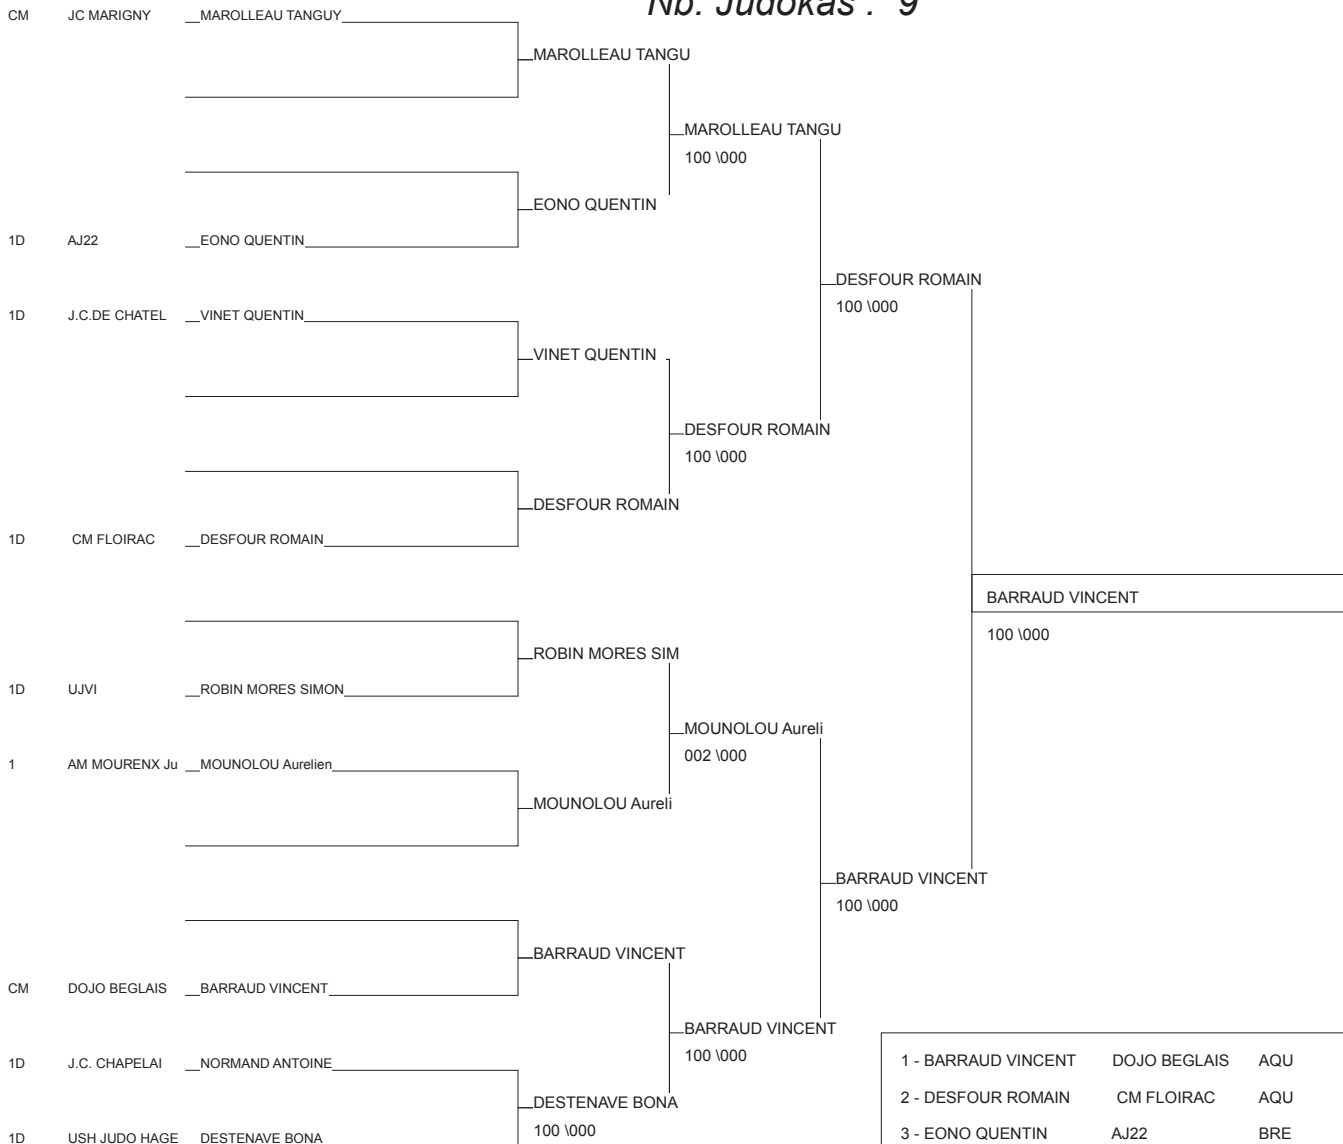 Nb. Judokas : 9
CM JC MARIGNY MAROLLEAU TANGUY
MAROLLEAU TANGU
MAROLLEAU TANGU
100 \000
EONO QUENTIN
1D AJ22 EONO QUENTIN
DESFOUR ROMAIN
100 \000
1D J.C.DE CHATEL VINET QUENTIN
VINET QUENTIN
DESFOUR ROMAIN
100 \000
DESFOUR ROMAIN
1D CM FLOIRAC DESFOUR ROMAIN
BARRAUD VINCENT
100 \000
ROBIN MORES SIM
1D UJVI ROBIN MORES SIMON
MOUNOLOU Aureli
002 \000
1 AM MOURENX Ju MOUNOLOU Aurelien
MOUNOLOU Aureli
BARRAUD VINCENT
100 \000
BARRAUD VINCENT
CM DOJO BEGLAIS BARRAUD VINCENT
BARRAUD VINCENT
100 \000
1D J.C. CHAPELAI NORMAND ANTOINE
DESTENAVE BONA
100 \000
1D USH JUDO HAGE DESTENAVE BONA
1 - BARRAUD VINCENT DOJO BEGLAIS AQU
2 - DESFOUR ROMAIN CM FLOIRAC AQU
3 - EONO QUENTIN AJ22 BRE